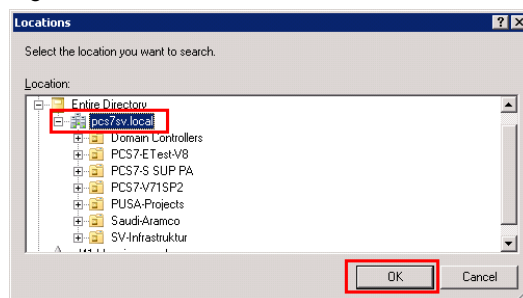 Locations
Select the location you want to search.
Location:
Entire Directory
pcs7sv.local
Domain Controllers
PCS7-ETest-V8
PCS7-S SUP PA
PCS7-V71SP2
PUSA-Projects
Saudi-Aramco
SV-Infrastruktur
OK Cancel